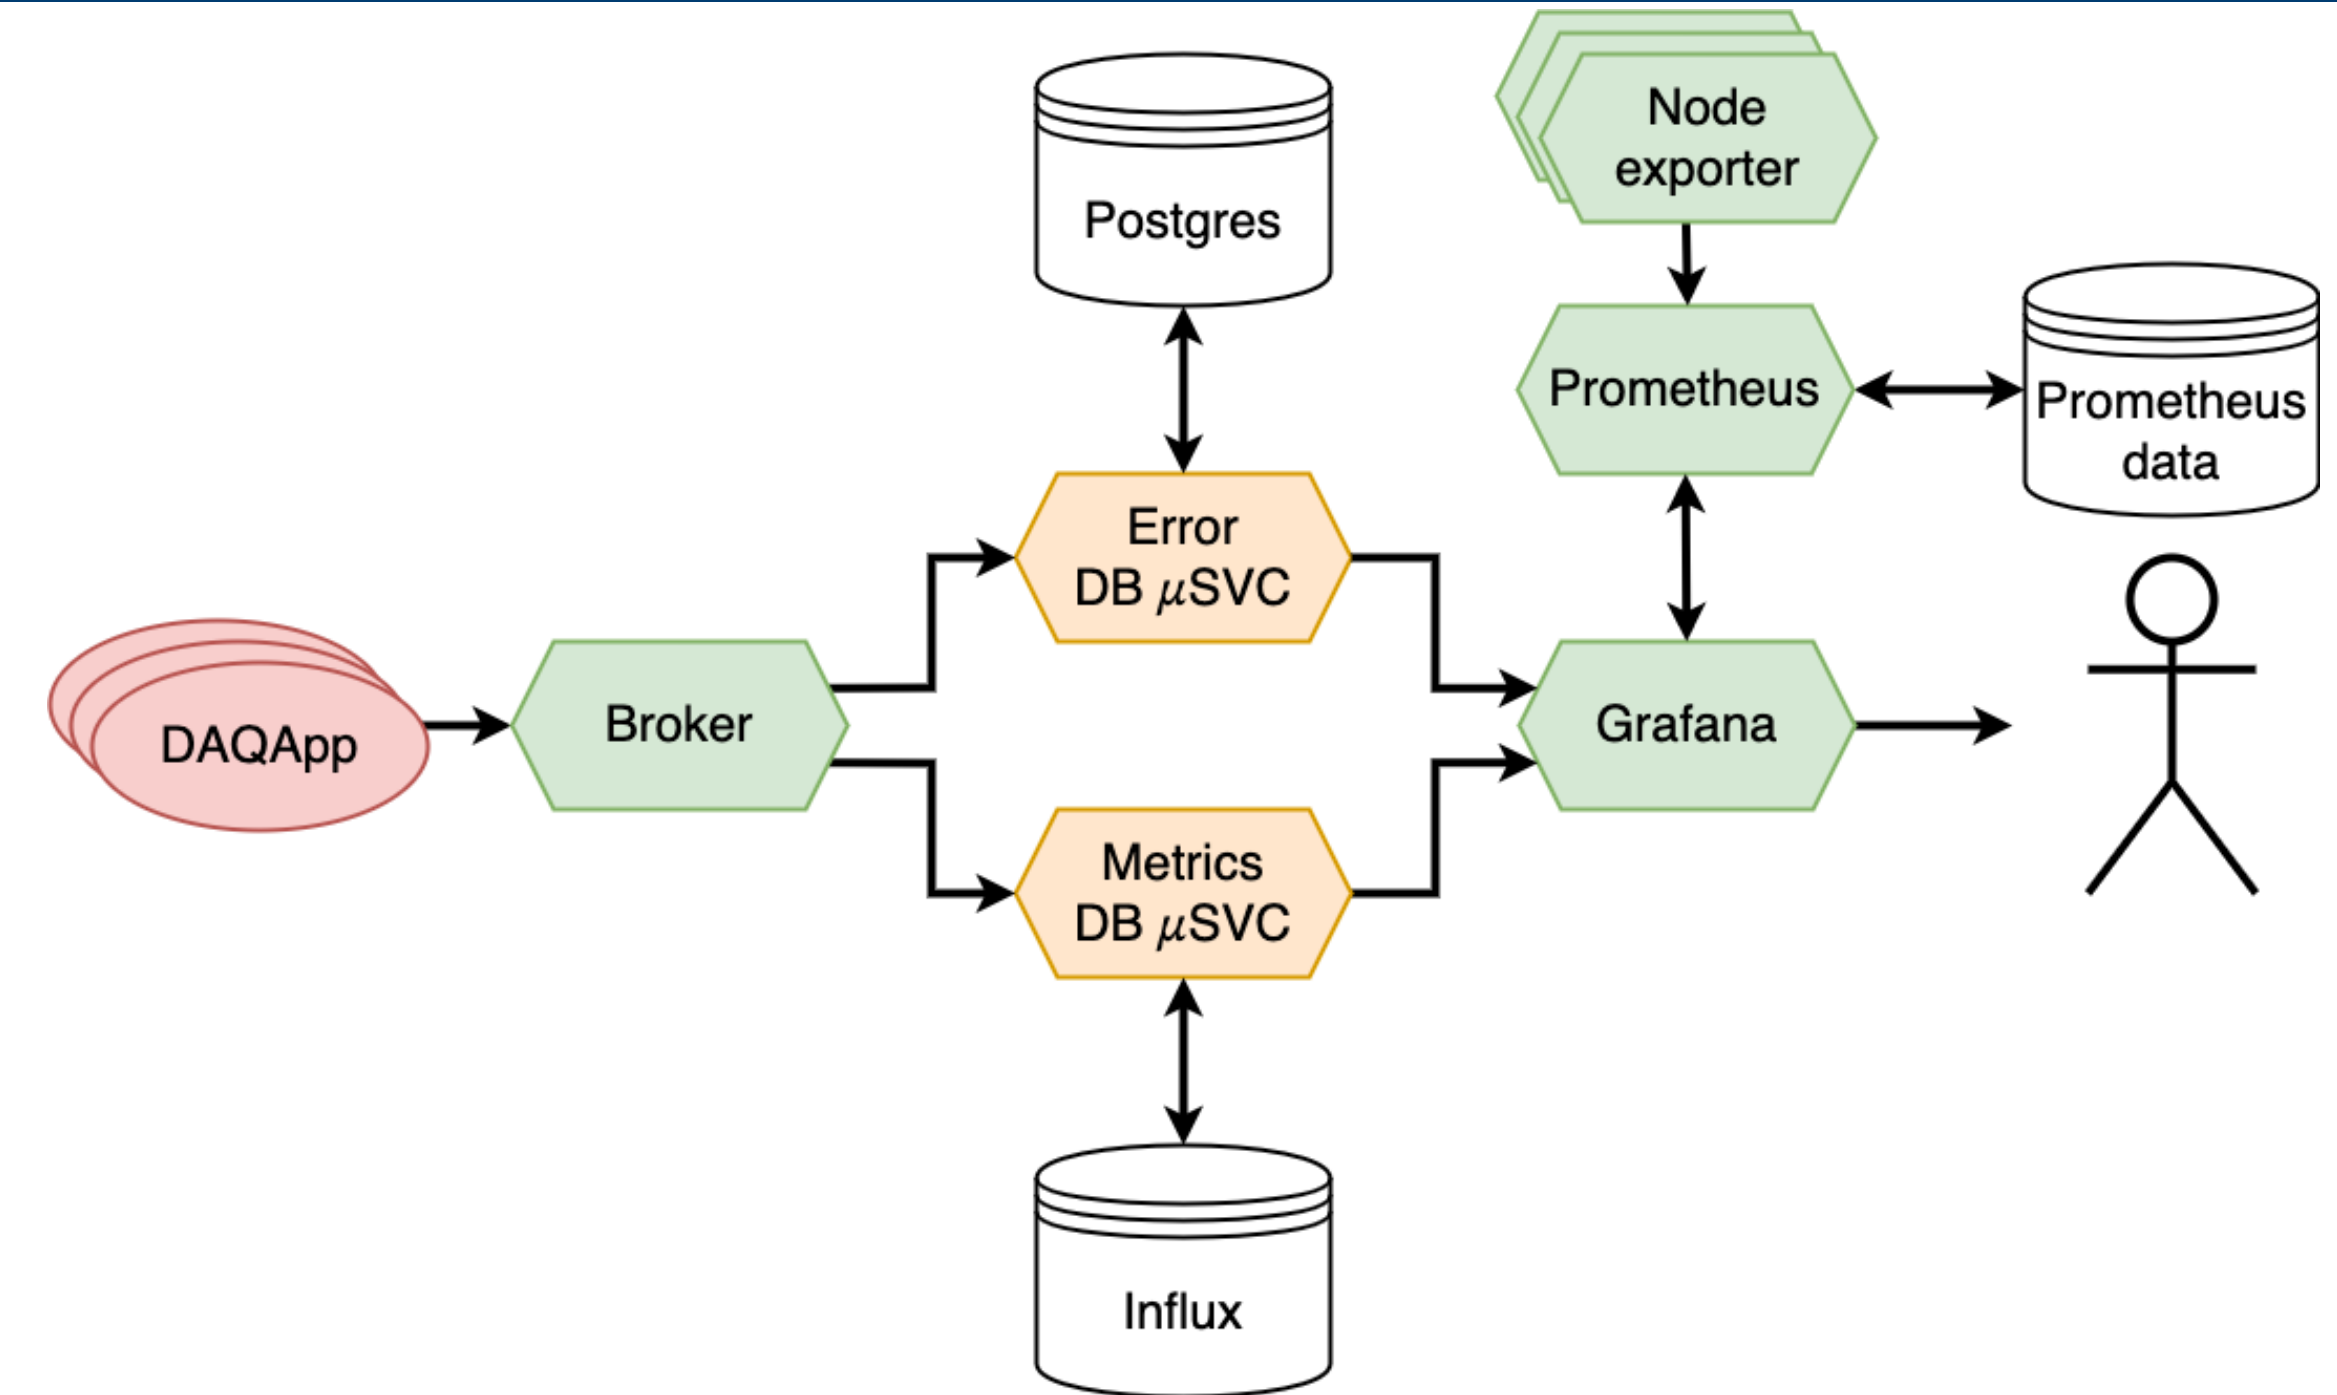 Node
exporter
Postgres
Prometheus
Prometheus
data
Error
DB μSVC
DAQApp
Broker
Grafana
Metrics
DB μSVC
Influx